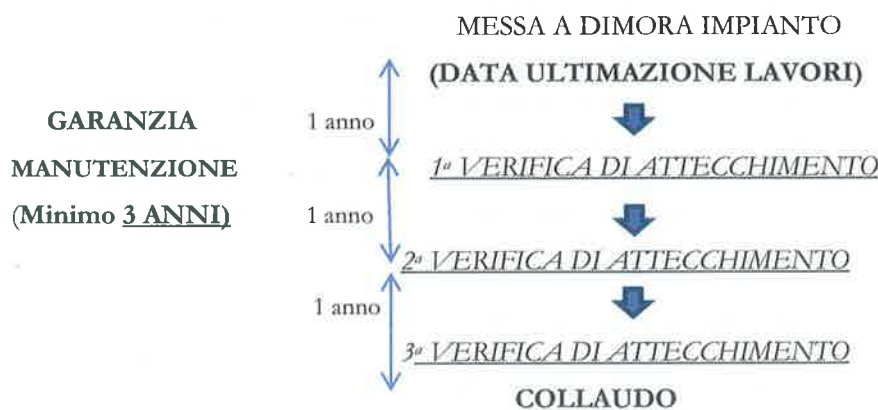 MESSA A DIMORA IMPIANTO
(DATA ULTIMAZIONE LAVORI)
GARANZIA
MANUTENZIONE
(Minimo 3 ANNI)
1 anno
1ª VERIFICA DI ATTECCHIMENTO
1 anno
2ª VERIFICA DI ATTECCHIMENTO
1 anno
3ª VERIFICA DI ATTECCHIMENTO
COLLAUDO